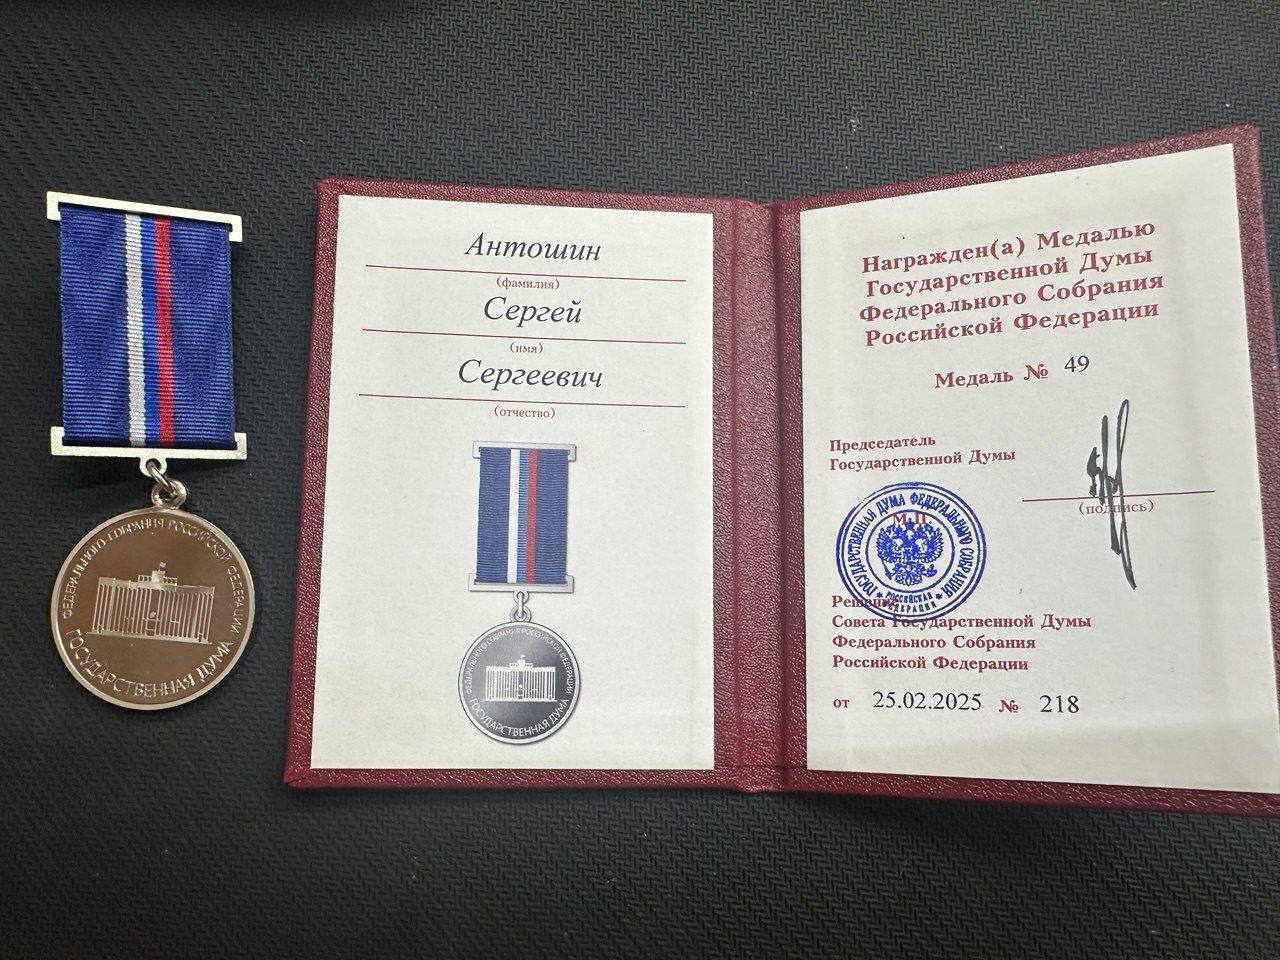 ФЕДЕРАЛЬНОГО СОБРАНИЯ РОССИЙСКОЙ ФЕДЕРАЦИИ
ГОСУДАРСТВЕННАЯ ДУМА
Антошин
(фамилия)
Сергей
(имя)
Сергеевич
(отчество)
ФЕДЕРАЛЬНОГО СОБРАНИЯ РОССИЙСКОЙ ФЕДЕРАЦИИ
ГОСУДАРСТВЕННАЯ ДУМА
Награжден(а) Медалью
Государственной Думы
Федерального Собрания
Российской Федерации
Медаль № 49
Председатель
Государственной Думы
(подпись)
М.П.
ГОСУДАРСТВЕННАЯ ДУМА ФЕДЕРАЛЬНОГО СОБРАНИЯ
РОССИЙСКАЯ
ФЕДЕРАЦИЯ
Решение
Совета Государственной Думы
Федерального Собрания
Российской Федерации
от 25.02.2025 № 218